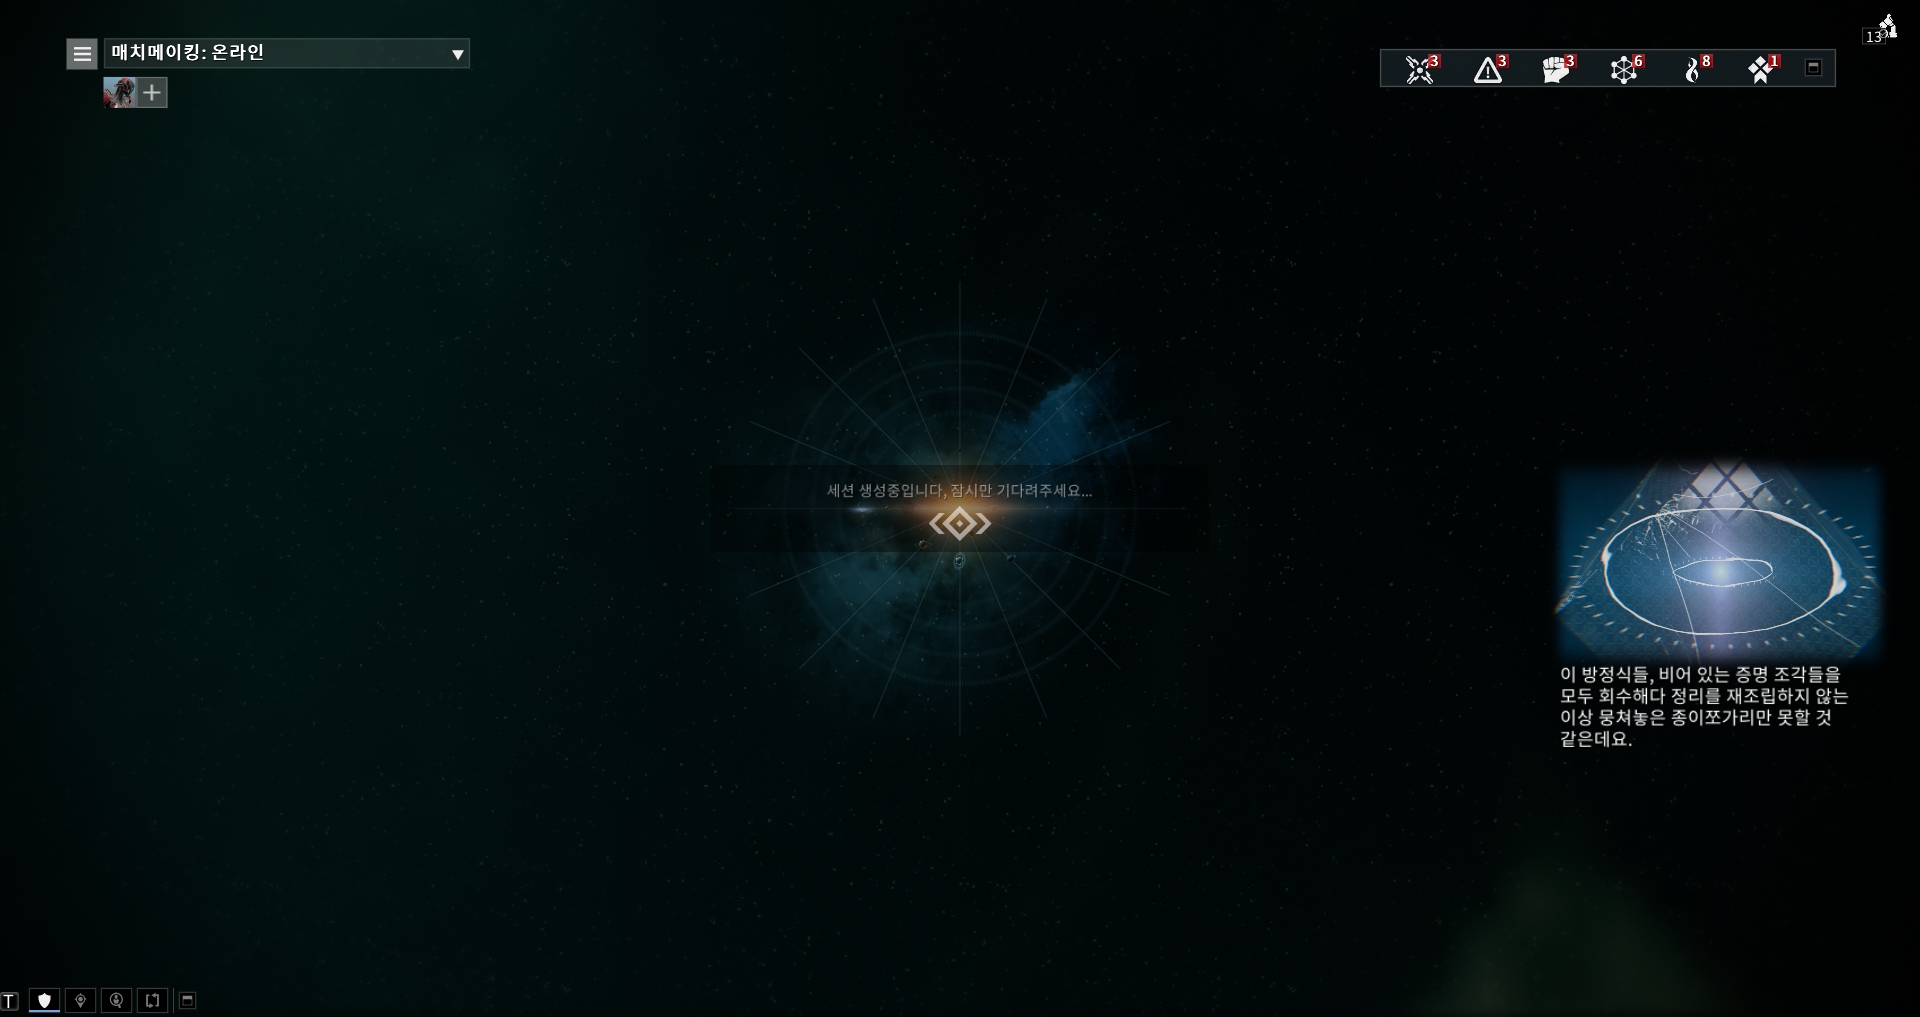 매치메이킹: 온라인
3
3
3
6
8
1
13
세션 생성중입니다, 잠시만 기다려주세요...
이 방정식들, 비어 있는 증명 조각들을
모두 회수해다 정리를 재조립하지 않는
이상 뭉쳐놓은 종이쪼가리만 못할 것
같은데요.
T